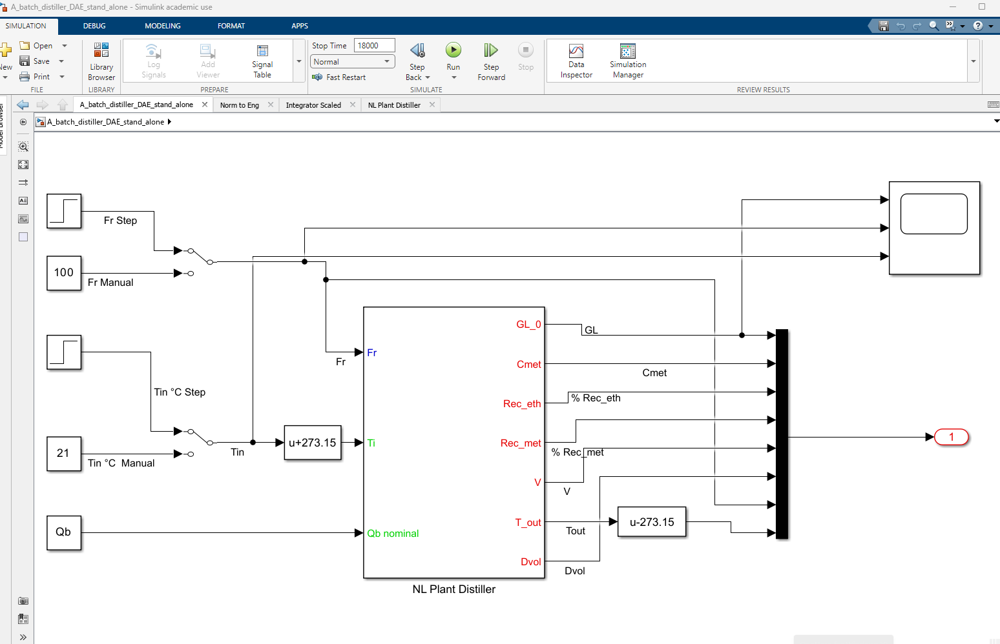 A_batch_distiller_DAE_stand_alone - Simulink academic use
SIMULATION DEBUG MODELING FORMAT APPS
New
Open
Save
Print
FILE
Library Browser
LIBRARY
Log Signals
Add Viewer
Signal Table
PREPARE
Stop Time 18000
Normal
Fast Restart
Step Back
Run
Step Forward
Stop
SIMULATE
Data Inspector
Simulation Manager
REVIEW RESULTS
A_batch_distiller_DAE_stand_alone
Norm to Eng
Integrator Scaled
NL Plant Distiller
A_batch_distiller_DAE_stand_alone
Fr Step
100
Fr Manual
Tin °C Step
21
Tin °C Manual
Tin
u+273.15
Qb
Fr
Fr
Ti
Qb nominal
GL_0
Cmet
Rec_eth
Rec_met
V
T_out
Dvol
NL Plant Distiller
GL
Cmet
% Rec_eth
% Rec_met
V
Tout
Dvol
u-273.15
1